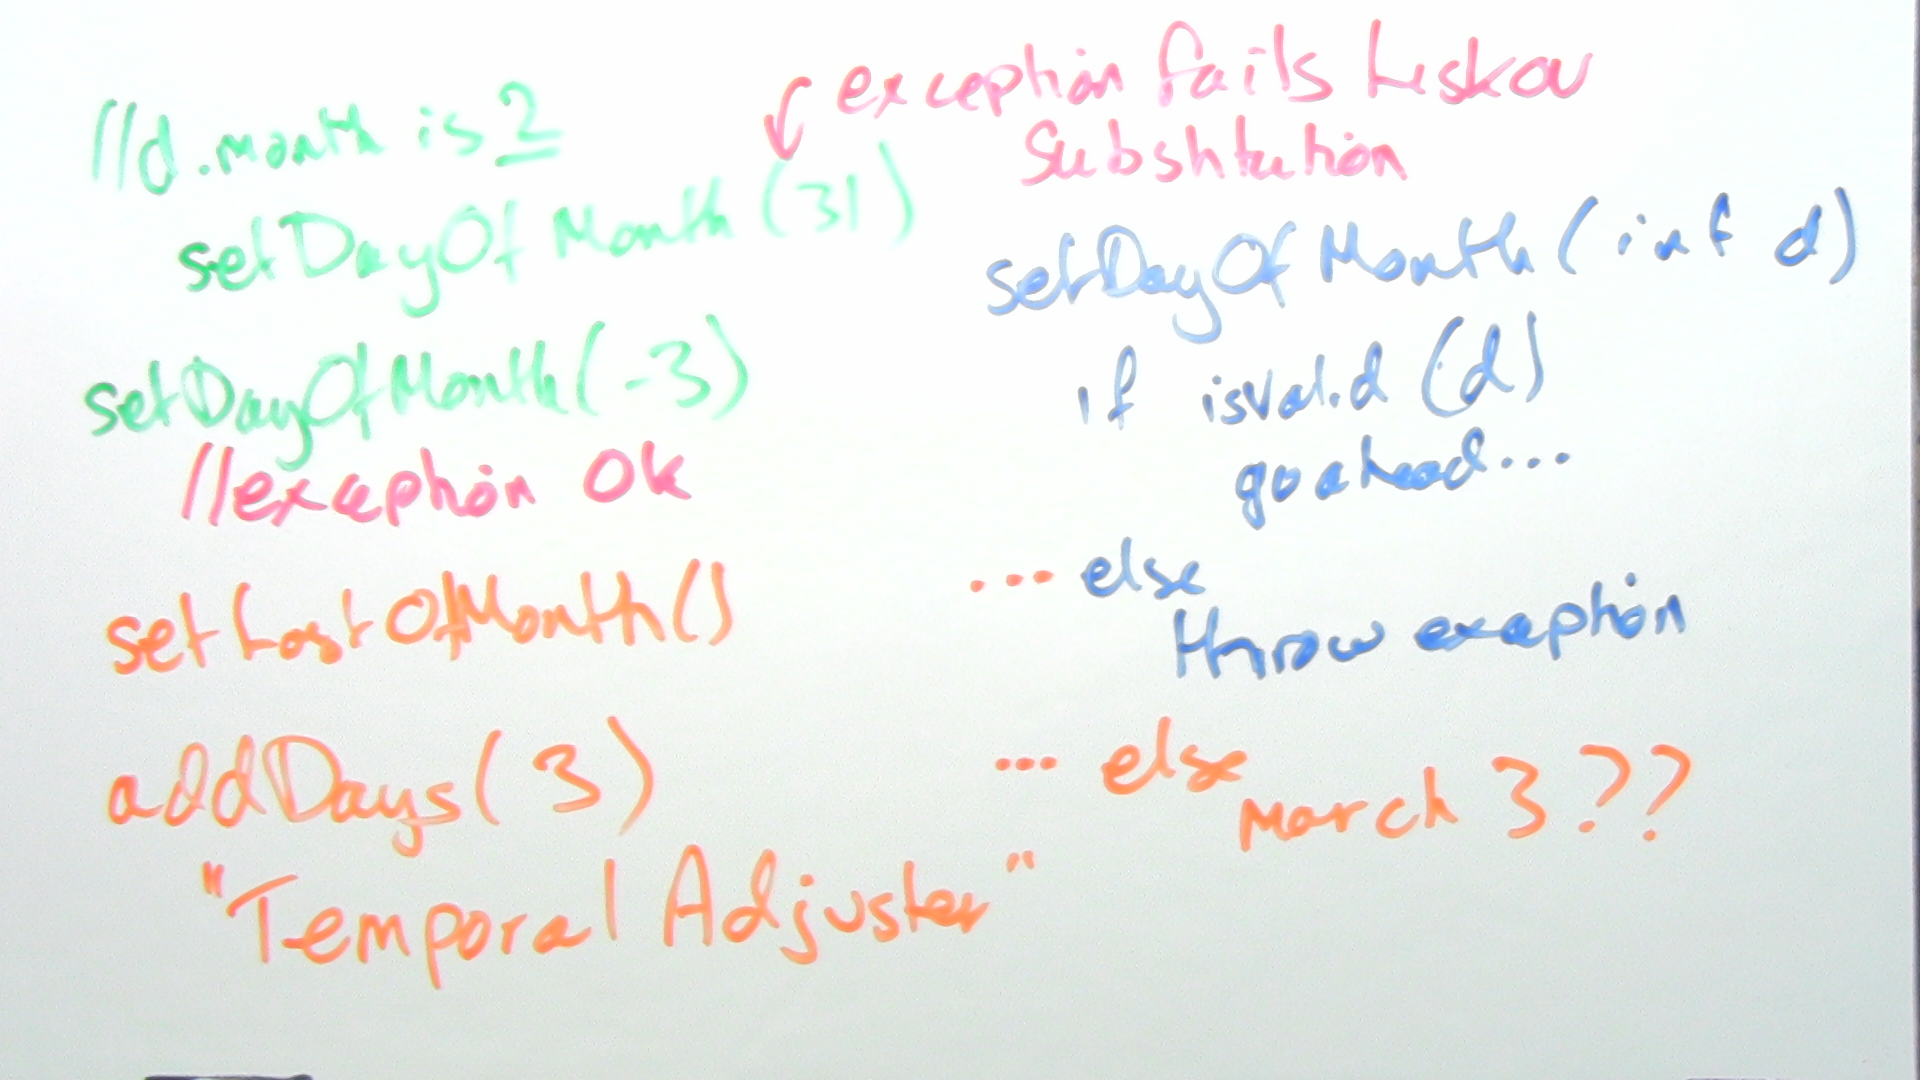 //d.month is 2
setDayOfMonth(31)
setDayOfMonth(-3)
//exception Ok
setLastOfMonth()
addDays(3)
"Temporal Adjuster"
exception fails Liskov
Substitution
setDayOfMonth(int d)
if isValid(d)
go ahead...
... else
throw exception
... else
March 3??